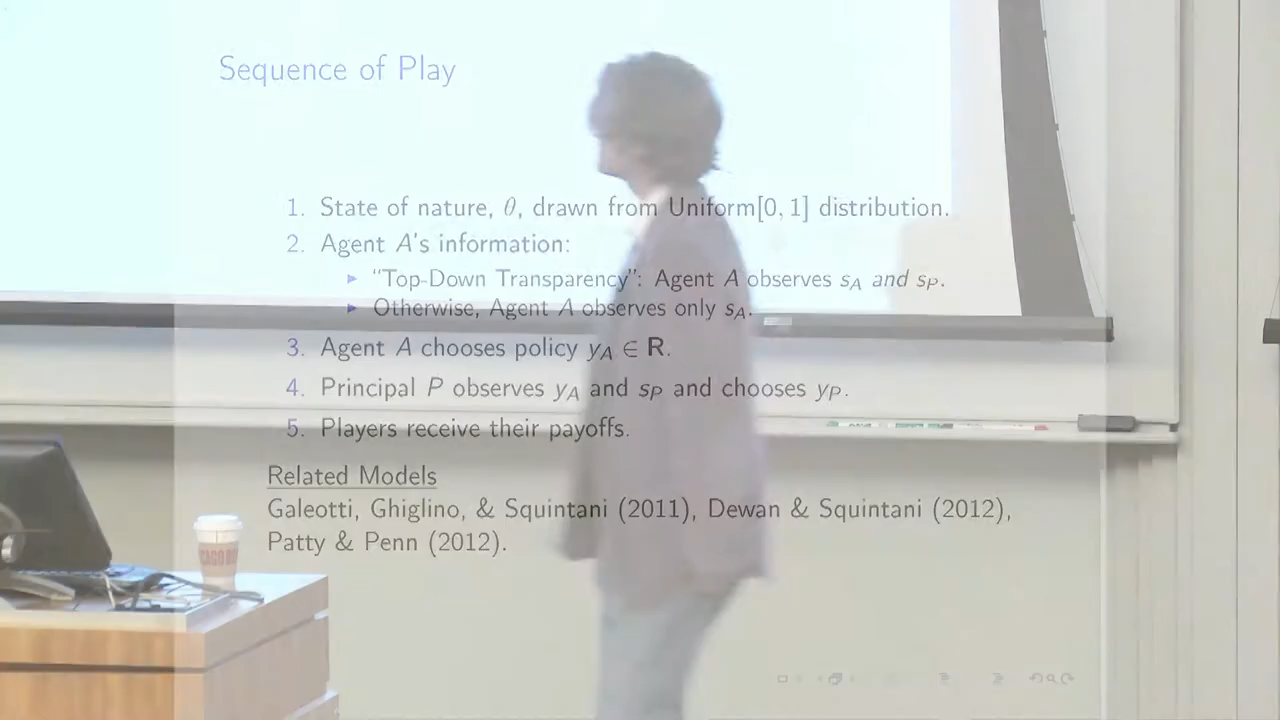 Sequence of Play
1. State of nature, θ, drawn from Uniform[0, 1] distribution.
2. Agent A's information:
▸ "Top-Down Transparency": Agent A observes s_A and s_P.
▸ Otherwise, Agent A observes only s_A.
3. Agent A chooses policy y_A ∈ R.
4. Principal P observes y_A and s_P and chooses y_P.
5. Players receive their payoffs.
Related Models
Galeotti, Ghiglino, & Squintani (2011), Dewan & Squintani (2012),
Patty & Penn (2012).